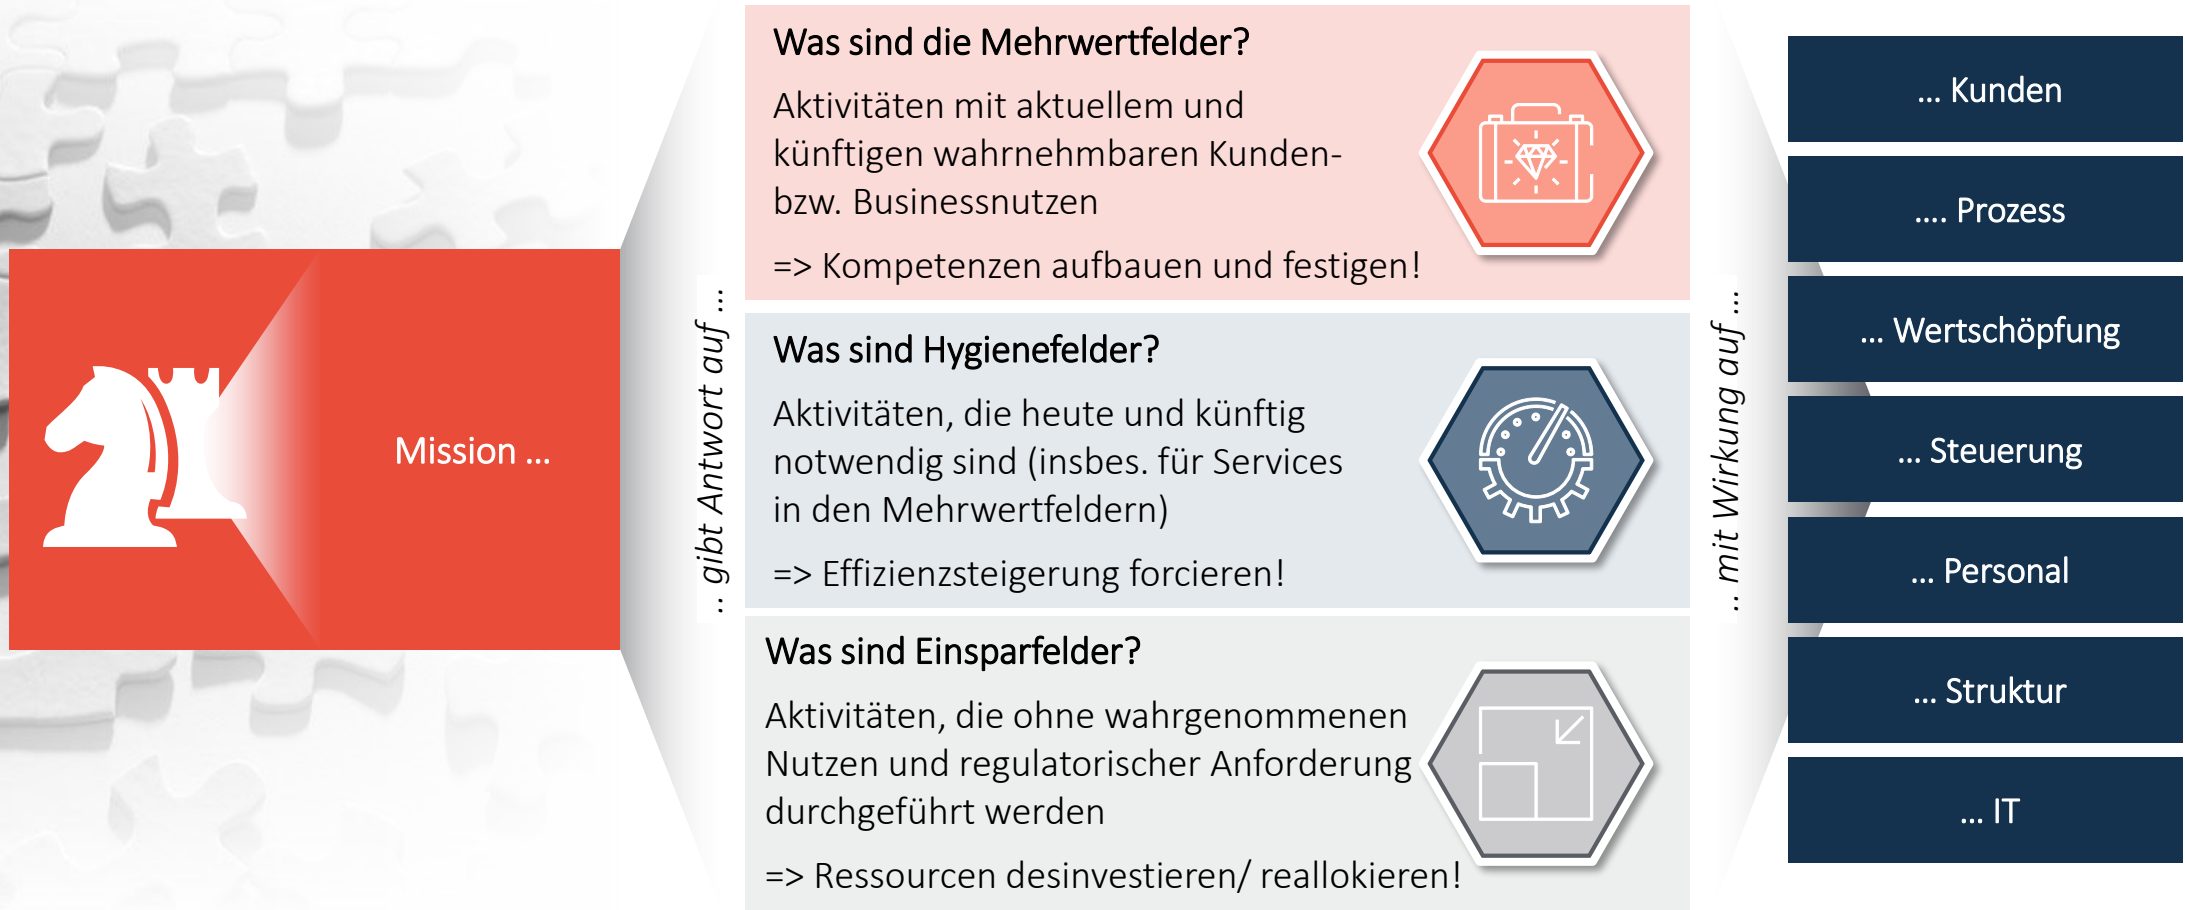 Mission ...
.. gibt Antwort auf ...
Was sind die Mehrwertfelder?
Aktivitäten mit aktuellem und
künftigen wahrnehmbaren Kunden-
bzw. Businessnutzen
=> Kompetenzen aufbauen und festigen!
Was sind Hygienefelder?
Aktivitäten, die heute und künftig
notwendig sind (insbes. für Services
in den Mehrwertfeldern)
=> Effizienzsteigerung forcieren!
Was sind Einsparfelder?
Aktivitäten, die ohne wahrgenommenen
Nutzen und regulatorischer Anforderung
durchgeführt werden
=> Ressourcen desinvestieren/ reallokieren!
.. mit Wirkung auf ...
... Kunden
.... Prozess
... Wertschöpfung
... Steuerung
... Personal
... Struktur
... IT